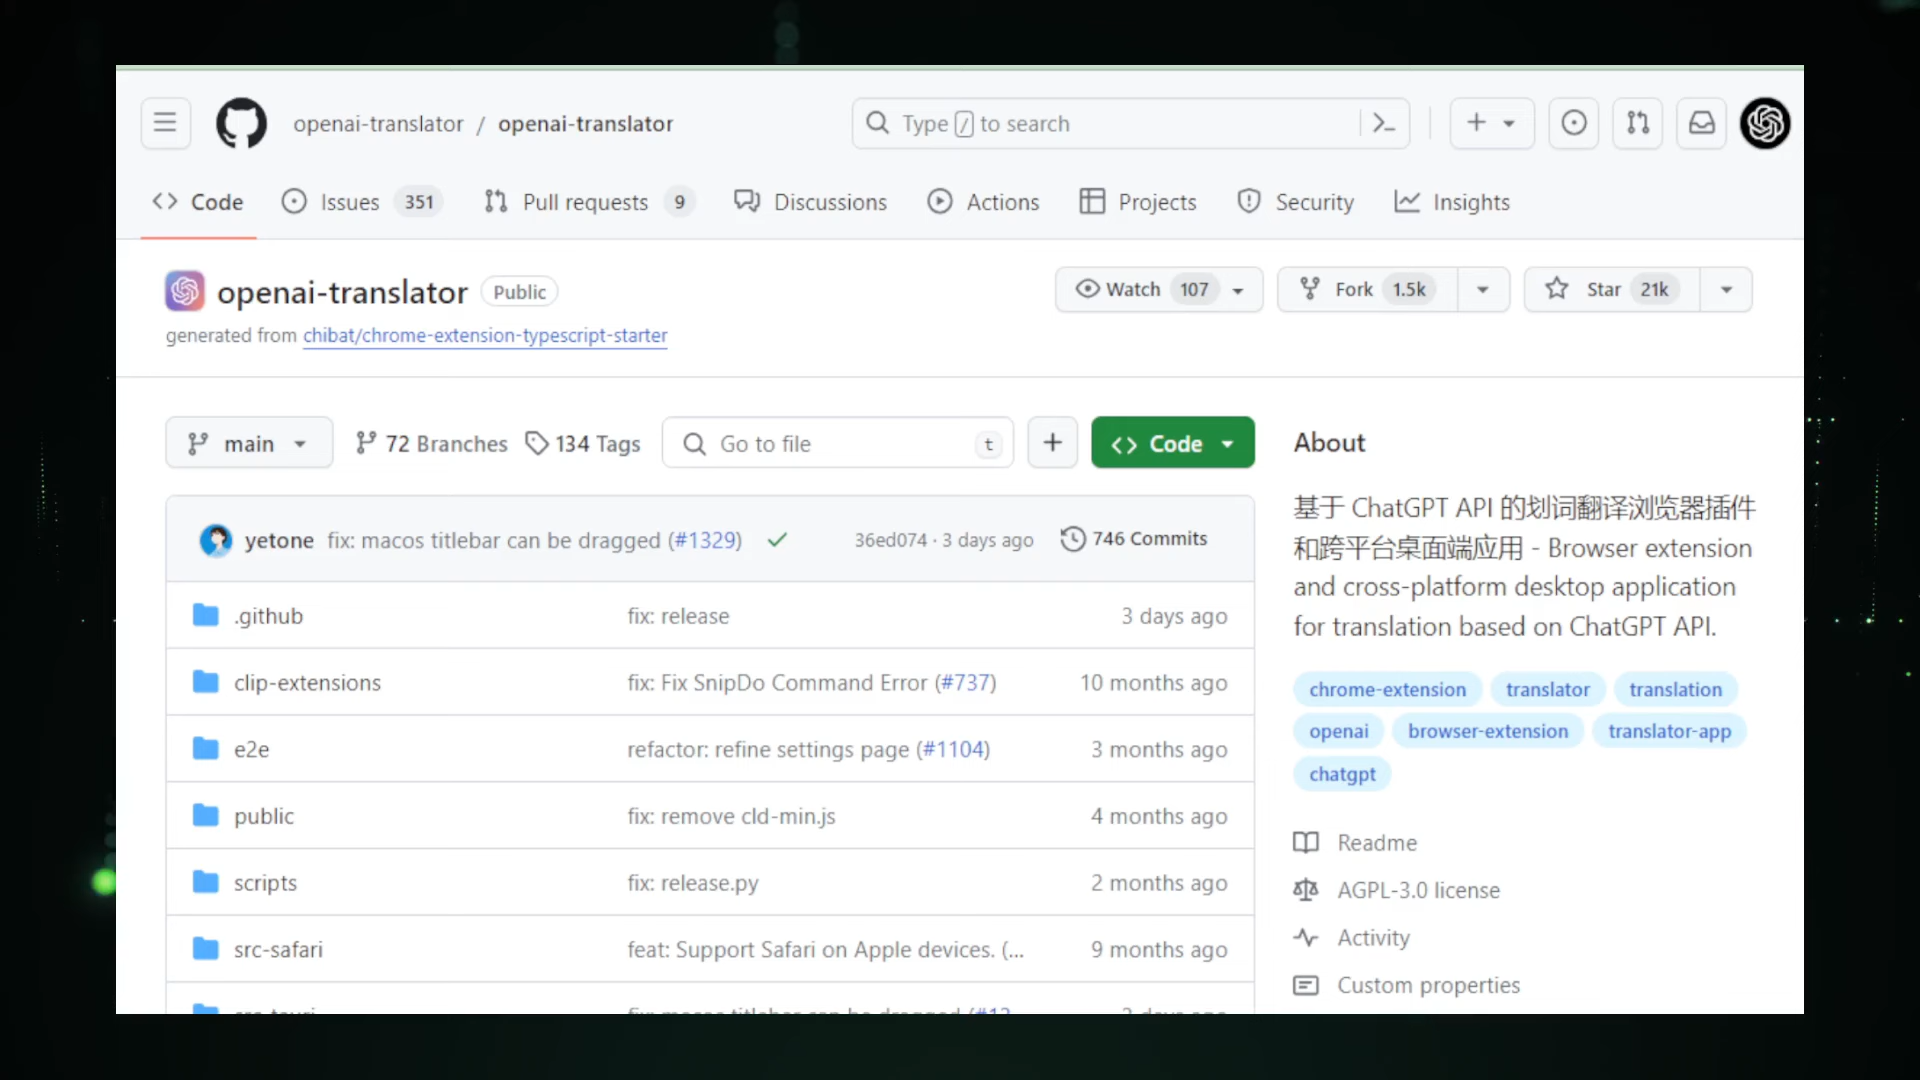 openai-translator / openai-translator
Type / to search
Code
Issues 351
Pull requests 9
Discussions
Actions
Projects
Security
Insights
openai-translator Public
Watch 107
Fork 1.5k
Star 21k
generated from chibat/chrome-extension-typescript-starter
main
72 Branches
134 Tags
Go to file t
Code
yetone fix: macos titlebar can be dragged (#1329) 36ed074 · 3 days ago 746 Commits
.github fix: release 3 days ago
clip-extensions fix: Fix SnipDo Command Error (#737) 10 months ago
e2e refactor: refine settings page (#1104) 3 months ago
public fix: remove cld-min.js 4 months ago
scripts fix: release.py 2 months ago
src-safari feat: Support Safari on Apple devices. (... 9 months ago
About
基于 ChatGPT API 的划词翻译浏览器插件
和跨平台桌面端应用 - Browser extension
and cross-platform desktop application
for translation based on ChatGPT API.
chrome-extension translator translation
openai browser-extension translator-app
chatgpt
Readme
AGPL-3.0 license
Activity
Custom properties